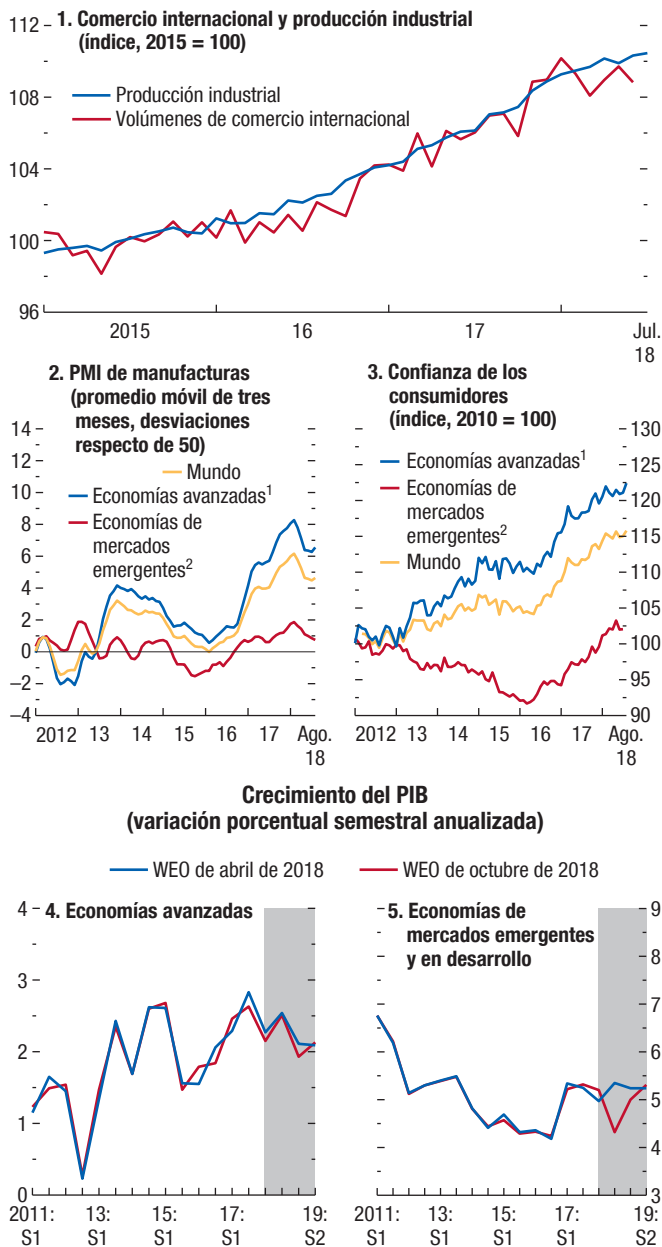 1. Comercio internacional y producción industrial
(índice, 2015 = 100)
Producción industrial
Volúmenes de comercio internacional
112
108
104
100
96
2015
16
17
Jul.
18
2. PMI de manufacturas
(promedio móvil de tres
meses, desviaciones
respecto de 50)
Mundo
Economías avanzadas¹
Economías de
mercados
emergentes²
14
12
10
8
6
4
2
0
–2
–4
2012
13
14
15
16
17
Ago.
18
3. Confianza de los
consumidores
(índice, 2010 = 100)
Economías avanzadas¹
Economías de
mercados
emergentes²
Mundo
130
125
120
115
110
105
100
95
90
2012
13
14
15
16
17
Ago.
18
Crecimiento del PIB
(variación porcentual semestral anualizada)
WEO de abril de 2018
WEO de octubre de 2018
4. Economías avanzadas
4
3
2
1
0
2011:
S1
13:
S1
15:
S1
17:
S1
19:
S2
5. Economías de
mercados emergentes
y en desarrollo
9
8
7
6
5
4
3
2011:
S1
13:
S1
15:
S1
17:
S1
19:
S2